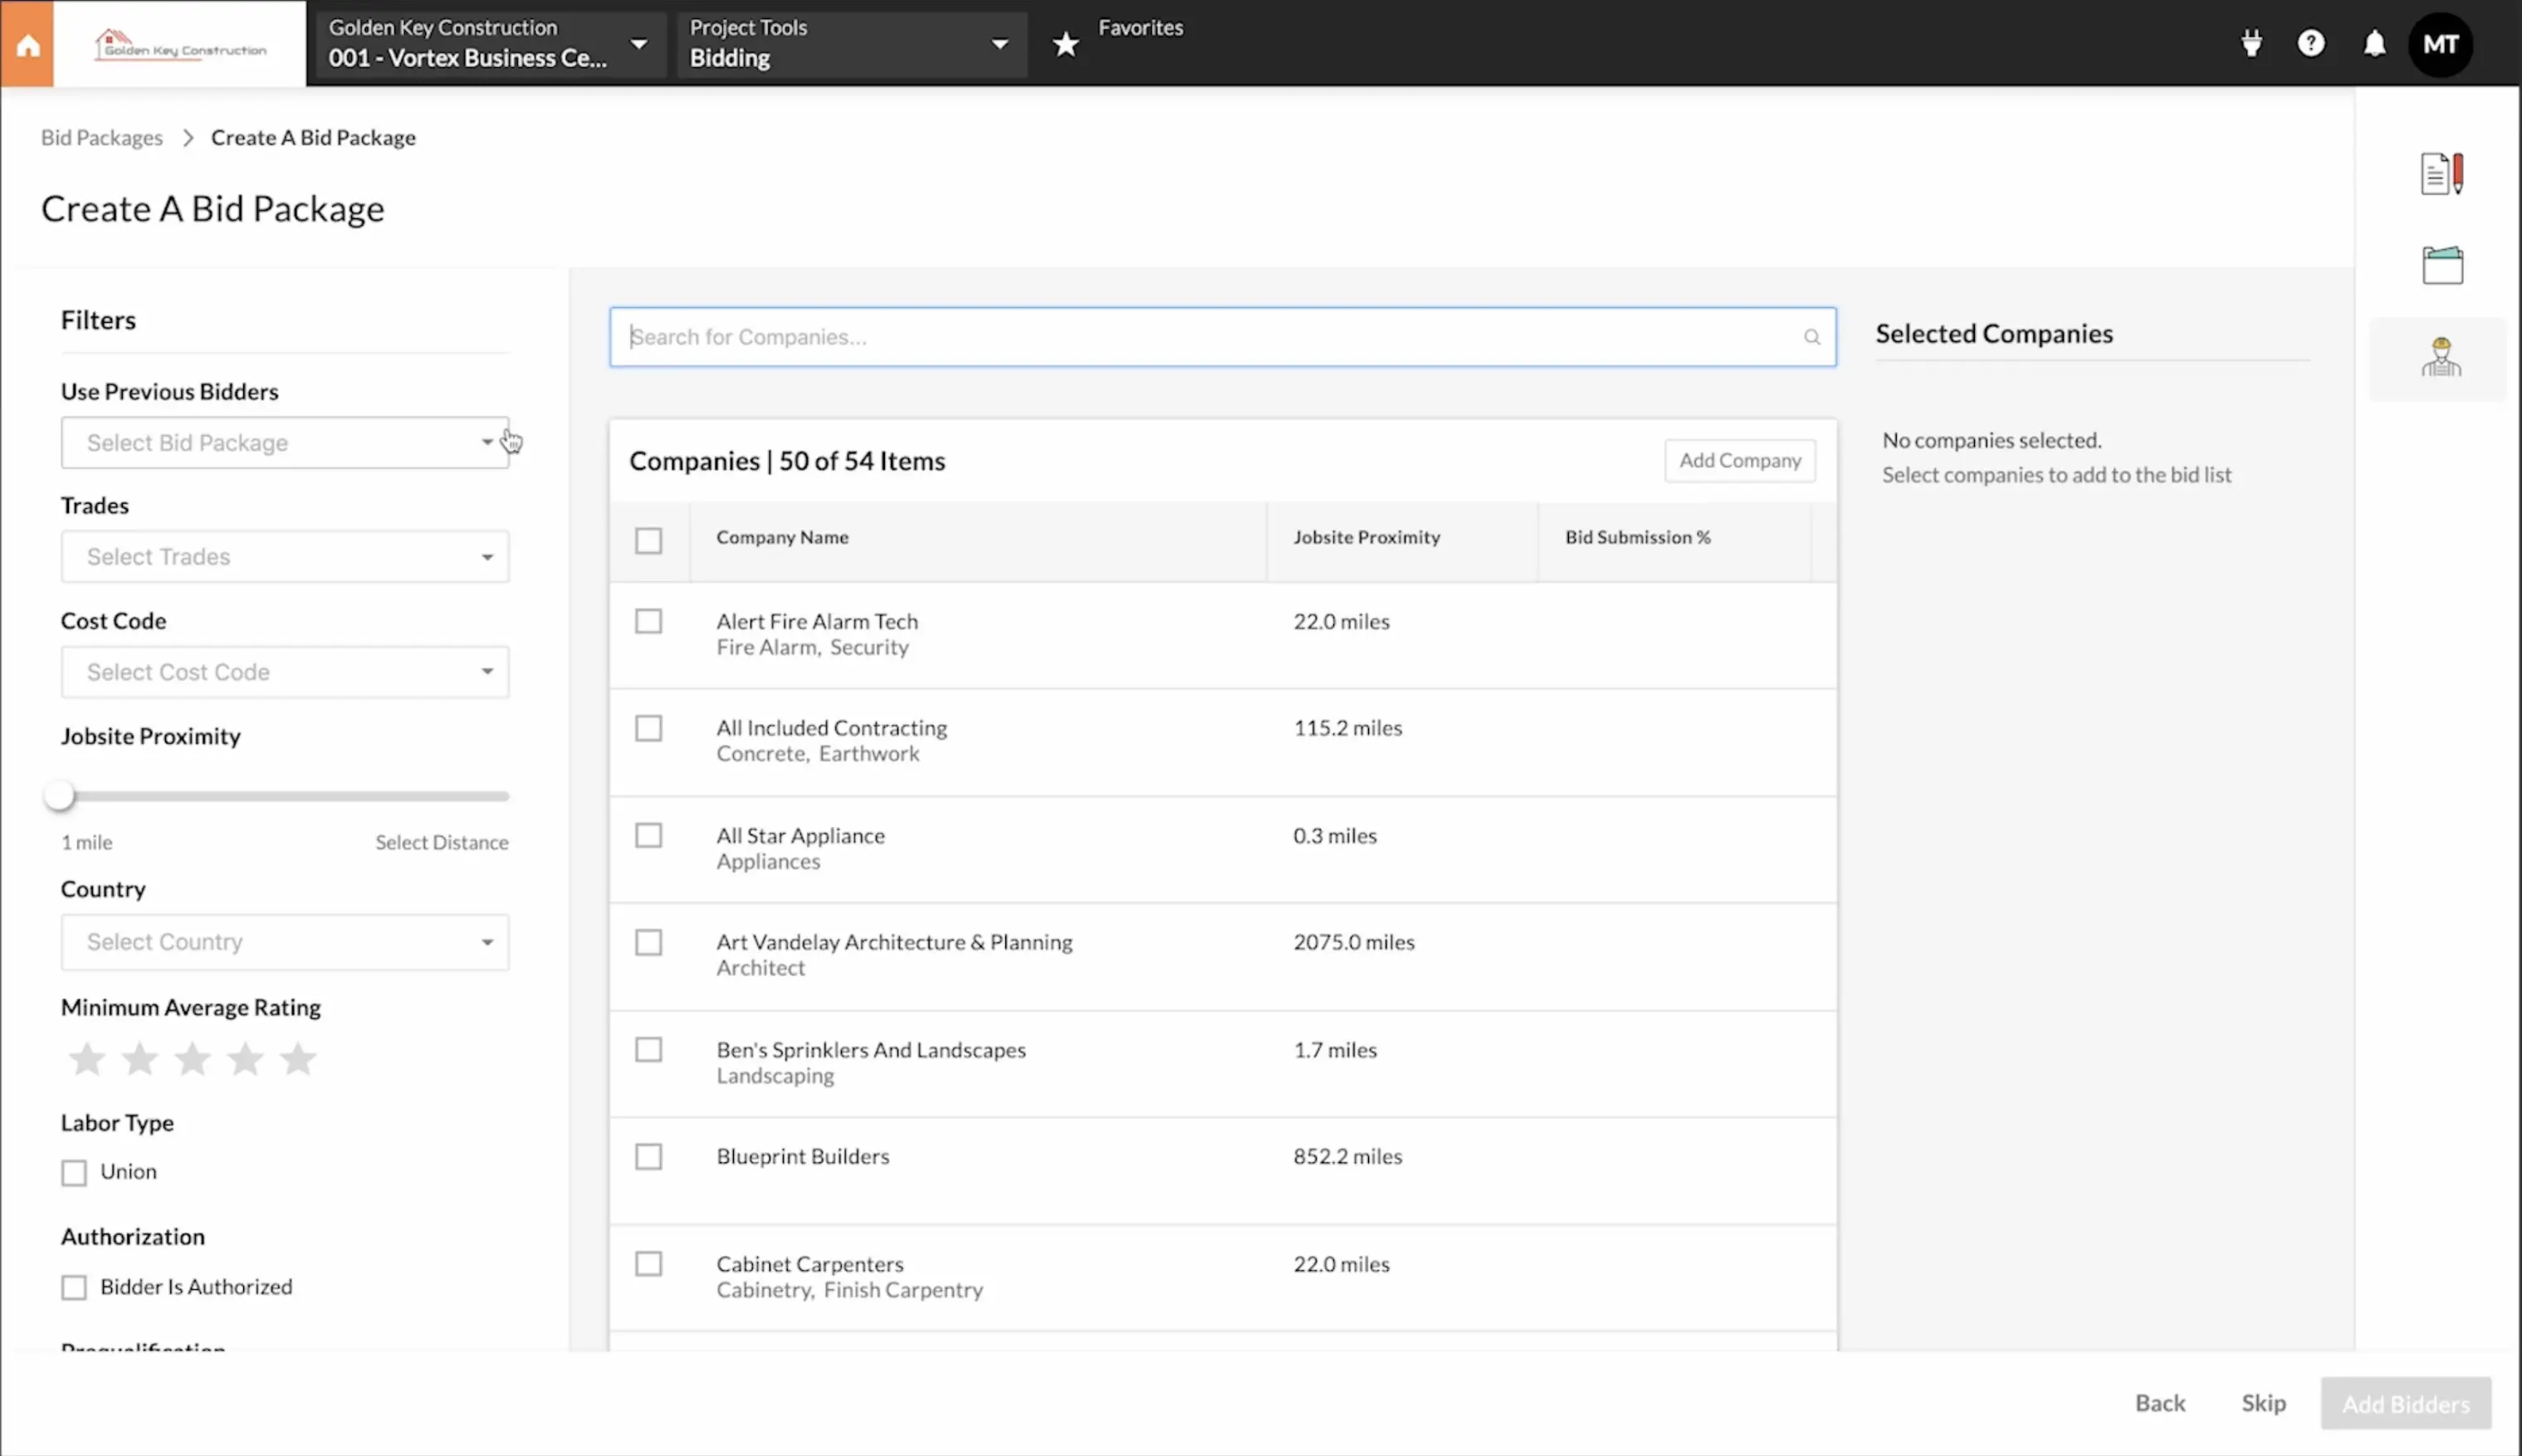 Golden Key Construction
Golden Key Construction
001 - Vortex Business Ce...
Project Tools
Bidding
Favorites
MT
Bid Packages > Create A Bid Package
Create A Bid Package
Filters
Use Previous Bidders
Select Bid Package
Trades
Select Trades
Cost Code
Select Cost Code
Jobsite Proximity
1 mile Select Distance
Country
Select Country
Minimum Average Rating
Labor Type
Union
Authorization
Bidder Is Authorized
Prequalification
Search for Companies...
Companies | 50 of 54 Items
Add Company
Company Name Jobsite Proximity Bid Submission %
Alert Fire Alarm Tech 22.0 miles
Fire Alarm, Security
All Included Contracting 115.2 miles
Concrete, Earthwork
All Star Appliance 0.3 miles
Appliances
Art Vandelay Architecture & Planning 2075.0 miles
Architect
Ben's Sprinklers And Landscapes 1.7 miles
Landscaping
Blueprint Builders 852.2 miles
Cabinet Carpenters 22.0 miles
Cabinetry, Finish Carpentry
Selected Companies
No companies selected.
Select companies to add to the bid list
Back Skip Add Bidders